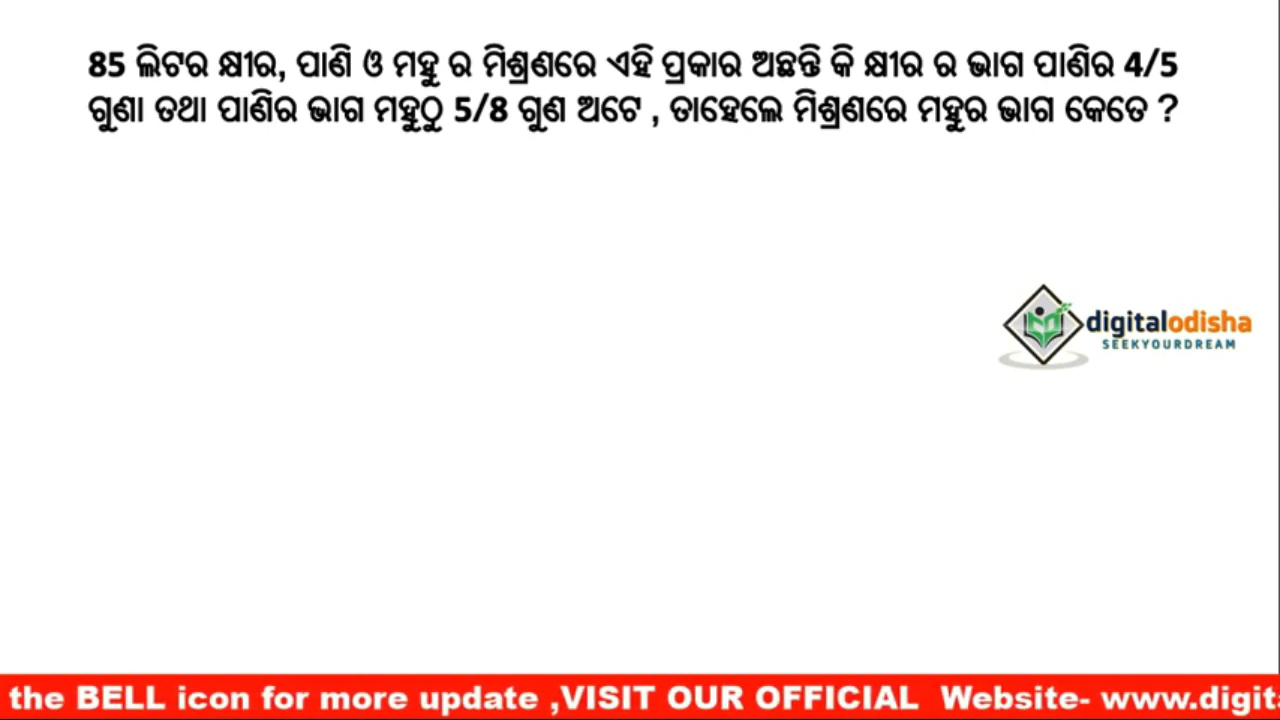 85 ଲିଟର କ୍ଷୀର, ପାଣି ଓ ମହୁ ର ମିଶ୍ରଣରେ ଏହି ପ୍ରକାର ଅଛନ୍ତି କି କ୍ଷୀର ର ଭାଗ ପାଣିର 4/5
ଗୁଣା ତଥା ପାଣିର ଭାଗ ମହୁଠୁ 5/8 ଗୁଣ ଅଟେ , ତାହେଲେ ମିଶ୍ରଣରେ ମହୁର ଭାଗ କେତେ ?
digitalodisha
SEEKYOURDREAM
the BELL icon for more update ,VISIT OUR OFFICIAL Website- www.digit